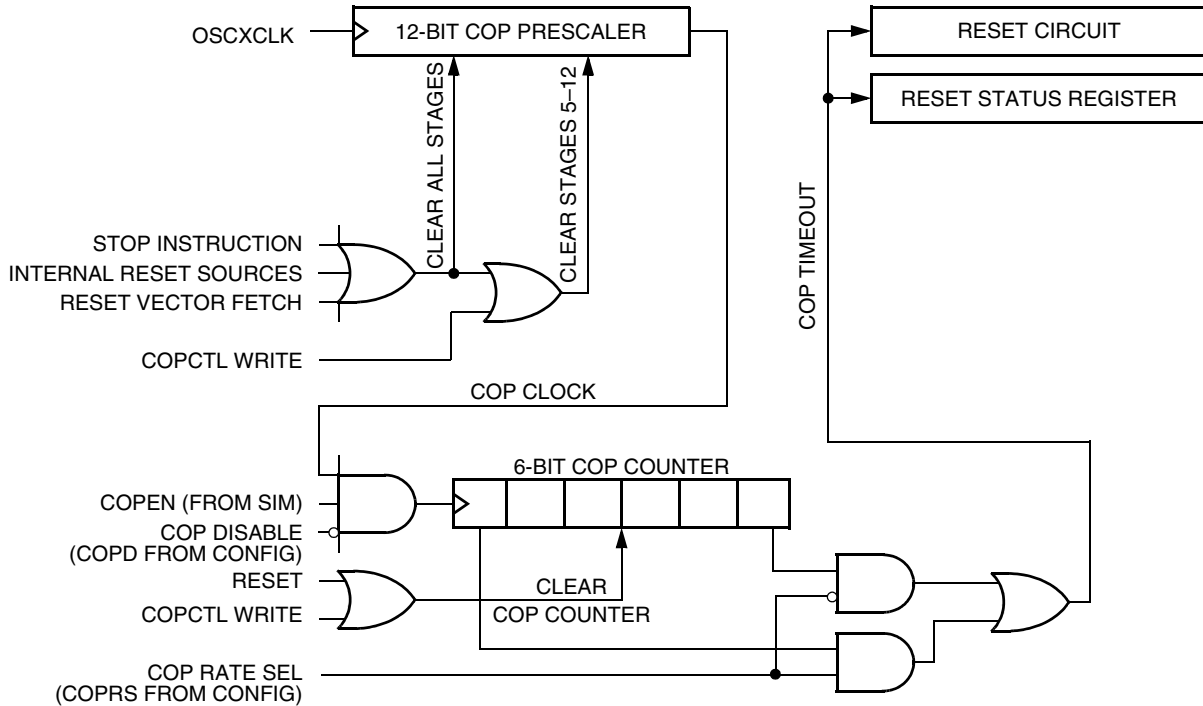 OSCXCLK
12-BIT COP PRESCALER
RESET CIRCUIT
RESET STATUS REGISTER
CLEAR ALL STAGES
CLEAR STAGES 5–12
COP TIMEOUT
STOP INSTRUCTION
INTERNAL RESET SOURCES
RESET VECTOR FETCH
COPCTL WRITE
COP CLOCK
6-BIT COP COUNTER
COPEN (FROM SIM)
COP DISABLE
(COPD FROM CONFIG)
RESET
COPCTL WRITE
CLEAR
COP COUNTER
COP RATE SEL
(COPRS FROM CONFIG)